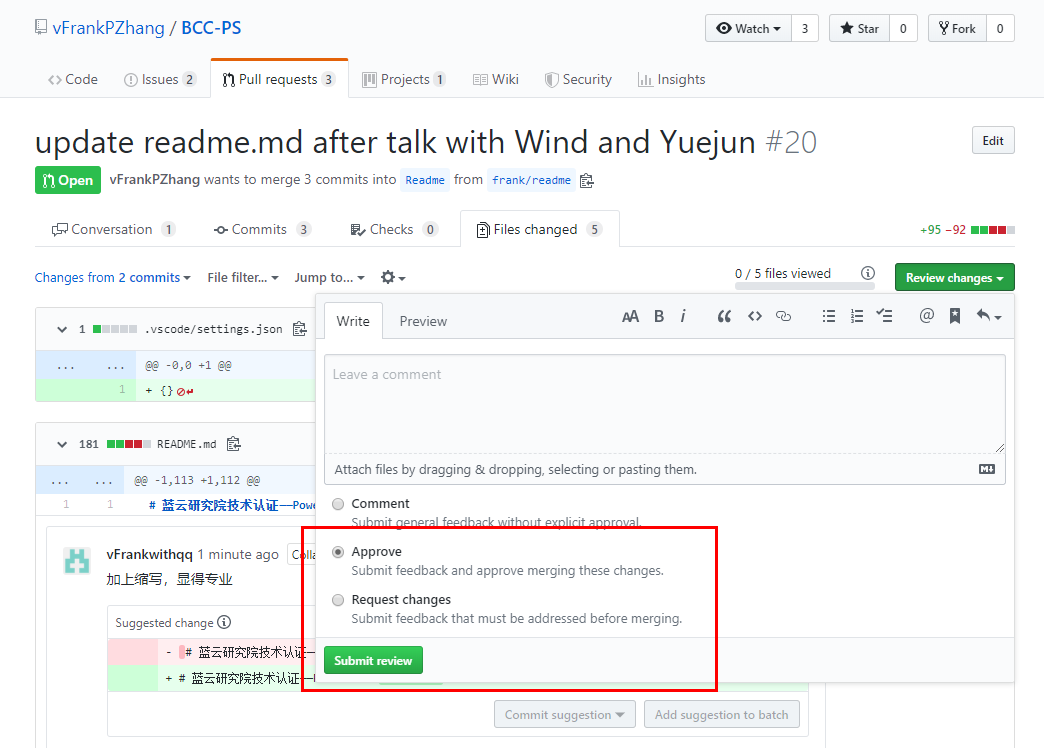 vFrankPZhang / BCC-PS
Watch 3 Star 0 Fork 0
Code Issues 2 Pull requests 3 Projects 1 Wiki Security Insights
update readme.md after talk with Wind and Yuejun #20
Edit
Open vFrankPZhang wants to merge 3 commits into Readme from frank/readme
Conversation 1 Commits 3 Checks 0 Files changed 5 +95 −92
Changes from 2 commits File filter... Jump to... 0 / 5 files viewed Review changes
Write Preview AA B i
1 .vscode/settings.json
... ... @@ -0,0 +1 @@
1 + {}
Leave a comment
Attach files by dragging & dropping, selecting or pasting them.
181 README.md
... ... @@ -1,113 +1,112 @@
1 1 # 蓝云研究院技术认证—Powe
Comment
Submit general feedback without explicit approval.
vFrankwithqq 1 minute ago Colla
加上缩写，显得专业
Approve
Submit feedback and approve merging these changes.
Request changes
Submit feedback that must be addressed before merging.
Suggested change
- # 蓝云研究院技术认证—
+ # 蓝云研究院技术认证—
Submit review
Commit suggestion Add suggestion to batch